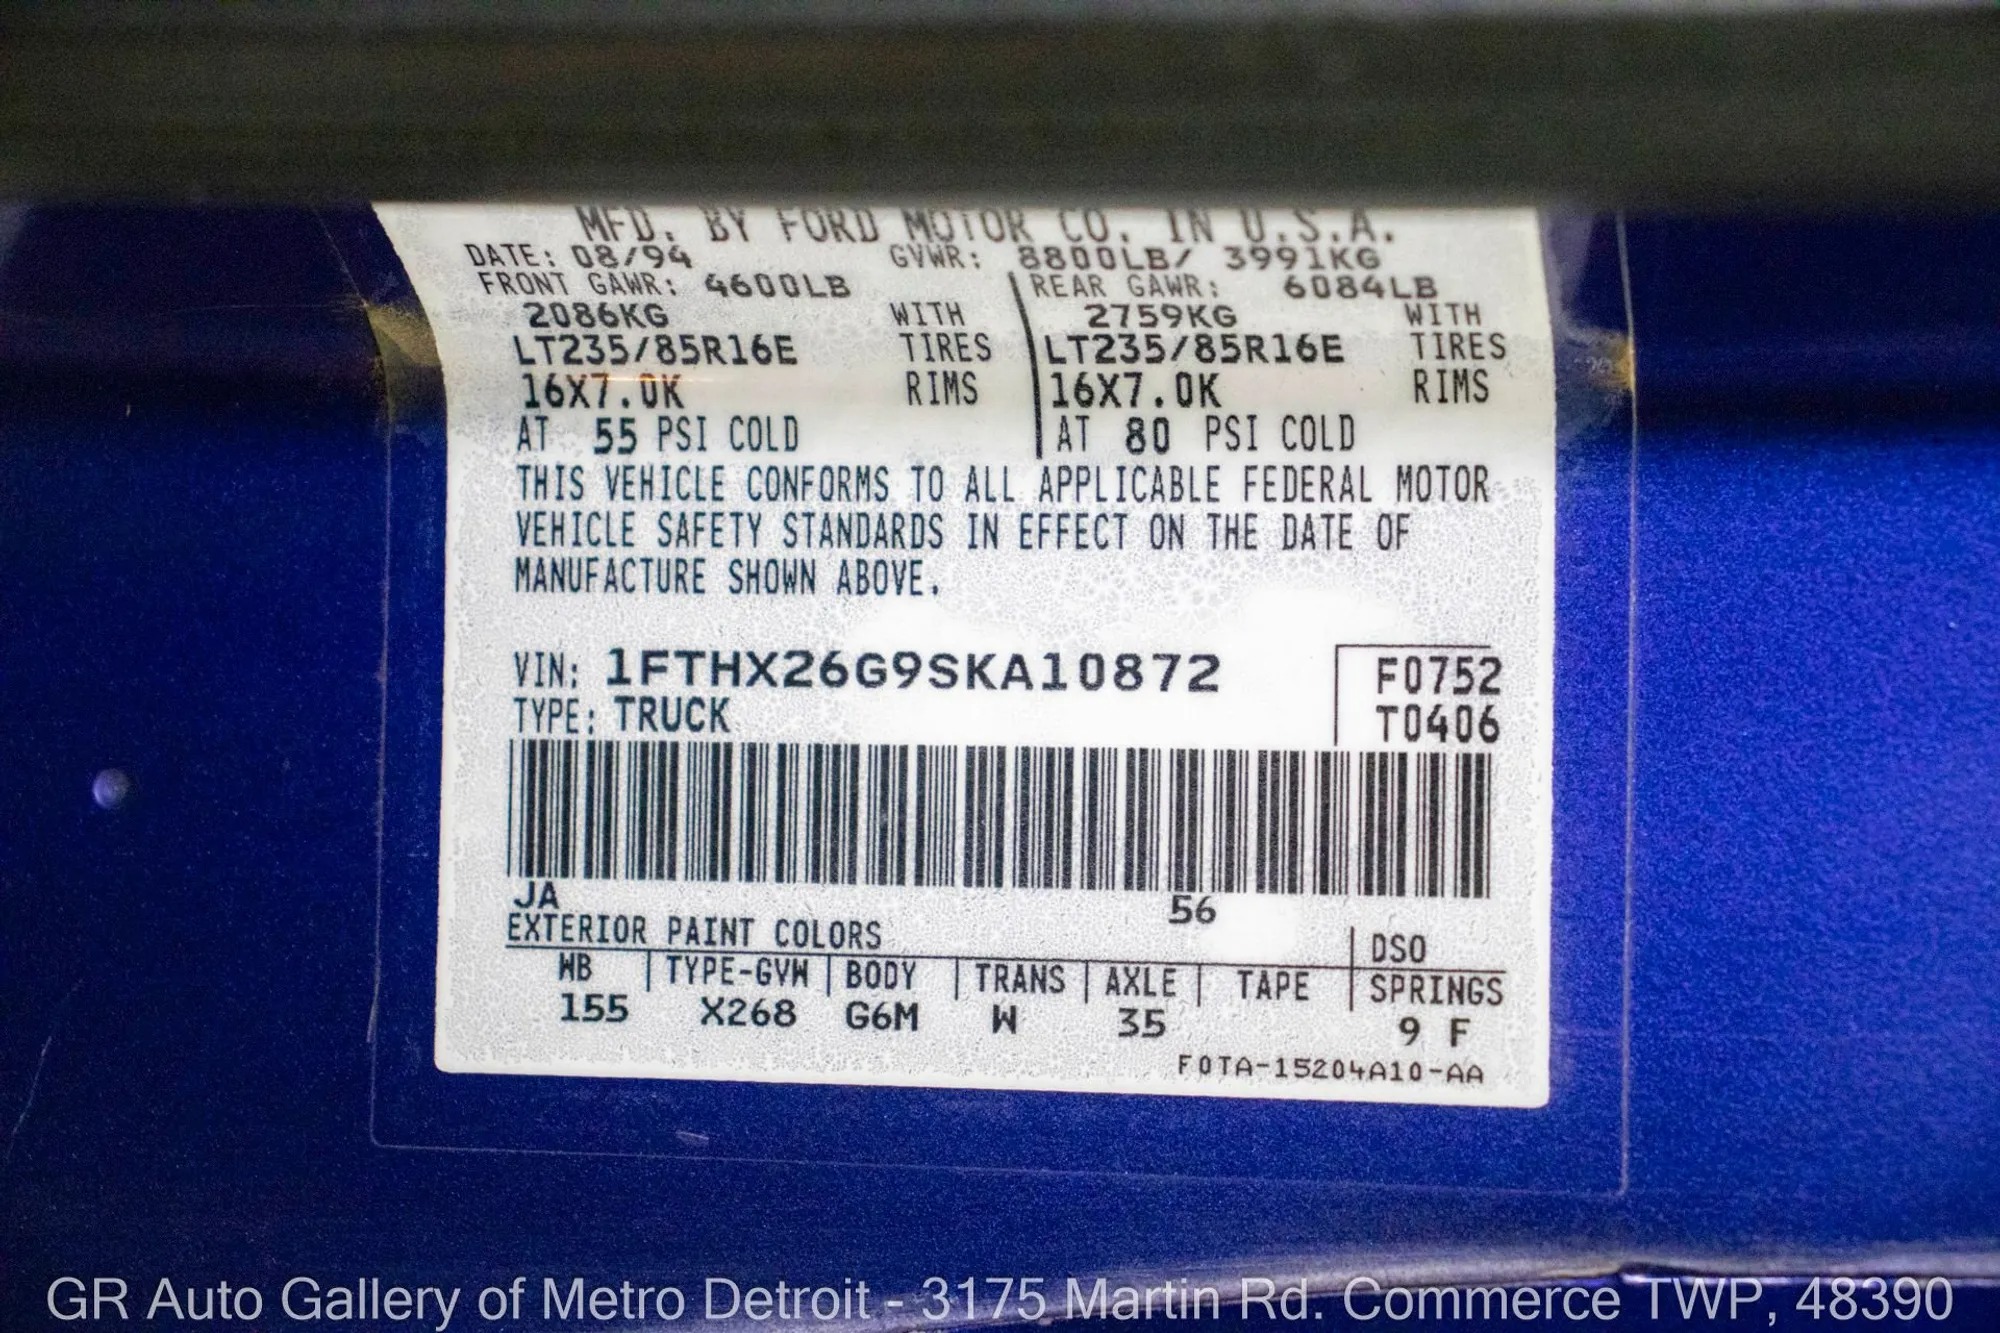 MFD. BY FORD MOTOR CO. IN U.S.A.
DATE: 08/94 GVWR: 8800LB/ 3991KG
FRONT GAWR: 4600LB REAR GAWR: 6084LB
2086KG WITH 2759KG WITH
LT235/85R16E TIRES LT235/85R16E TIRES
16X7.0K RIMS 16X7.0K RIMS
AT 55 PSI COLD AT 80 PSI COLD
THIS VEHICLE CONFORMS TO ALL APPLICABLE FEDERAL MOTOR
VEHICLE SAFETY STANDARDS IN EFFECT ON THE DATE OF
MANUFACTURE SHOWN ABOVE.
VIN: 1FTHX26G9SKA10872 F0752
TYPE: TRUCK T0406
JA 56
EXTERIOR PAINT COLORS DSO
WB TYPE-GVW BODY TRANS AXLE TAPE SPRINGS
155 X268 G6M W 35 9 F
F0TA-15204A10-AA
GR Auto Gallery of Metro Detroit - 3175 Martin Rd. Commerce TWP, 48390